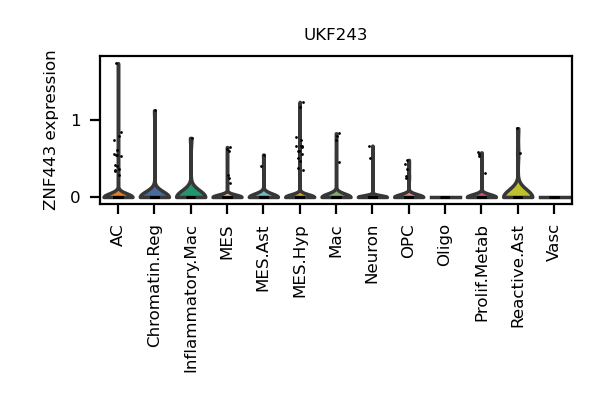 UKF243
ZNF443 expression
1
0
AC
Chromatin.Reg
Inflammatory.Mac
MES
MES.Ast
MES.Hyp
Mac
Neuron
OPC
Oligo
Prolif.Metab
Reactive.Ast
Vasc